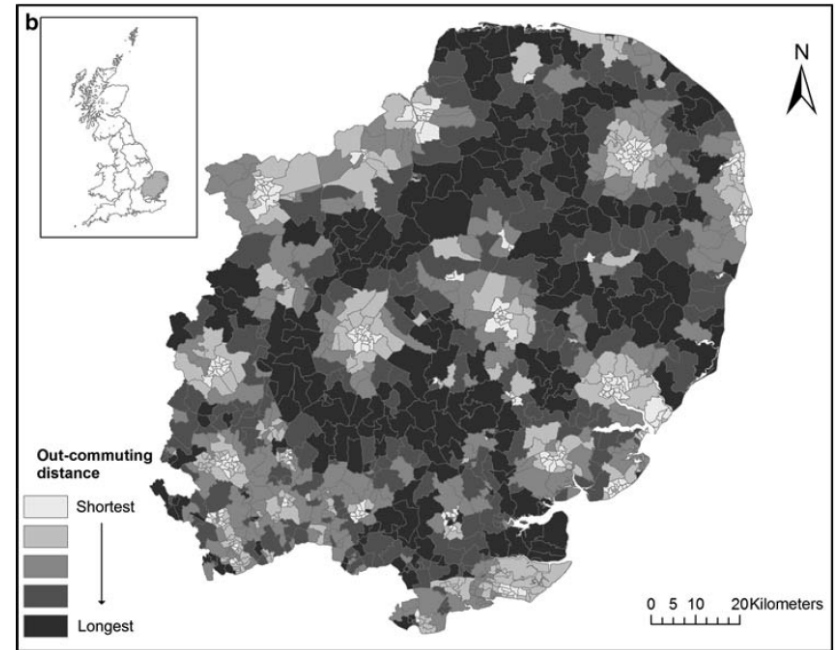 b
N
Out-commuting
distance
Shortest
Longest
0 5 10 20Kilometers